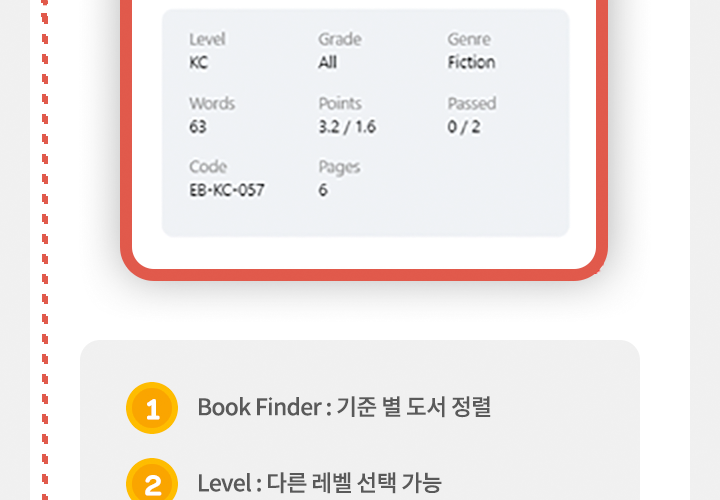 Level Grade Genre
KC All Fiction
Words Points Passed
63 3.2 / 1.6 0 / 2
Code Pages
EB-KC-057 6
1 Book Finder : 기준 별 도서 정렬
2 Level : 다른 레벨 선택 가능